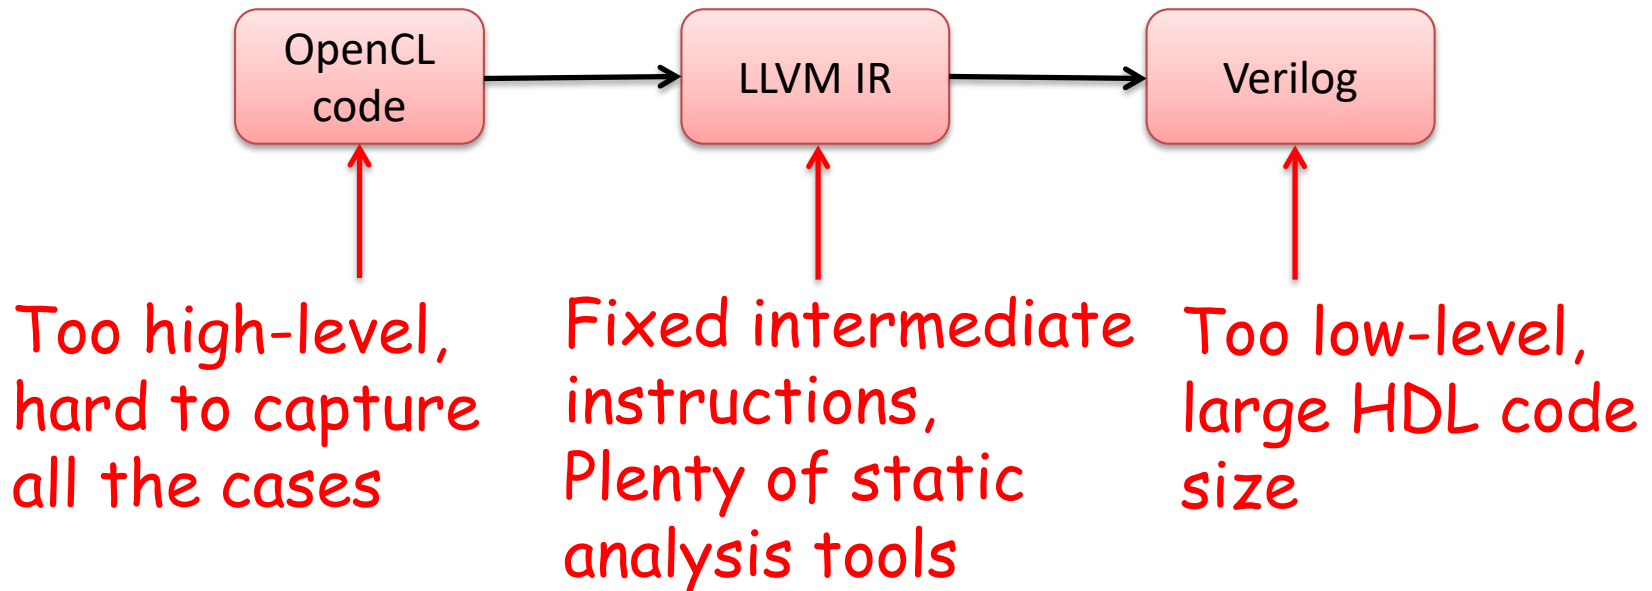 OpenCL
code
LLVM IR
Verilog
Too high-level,
hard to capture
all the cases
Fixed intermediate
instructions,
Plenty of static
analysis tools
Too low-level,
large HDL code
size